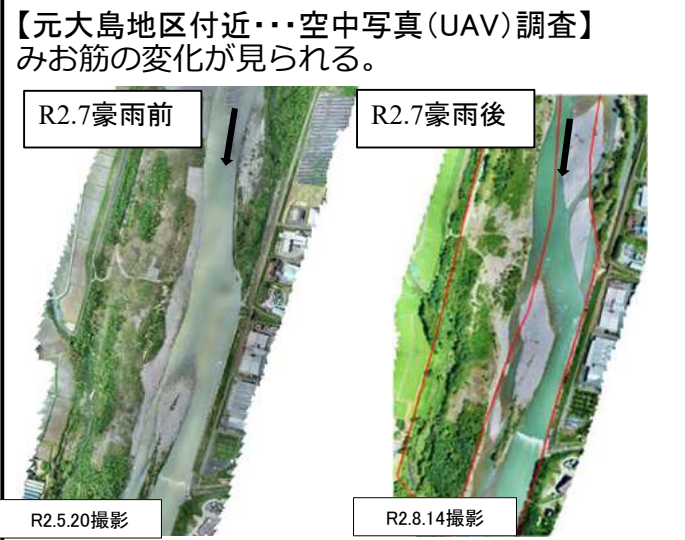 【元大島地区付近・・・空中写真(UAV)調査】
みお筋の変化が見られる。
R2.7豪雨前
R2.7豪雨後
R2.5.20撮影
R2.8.14撮影